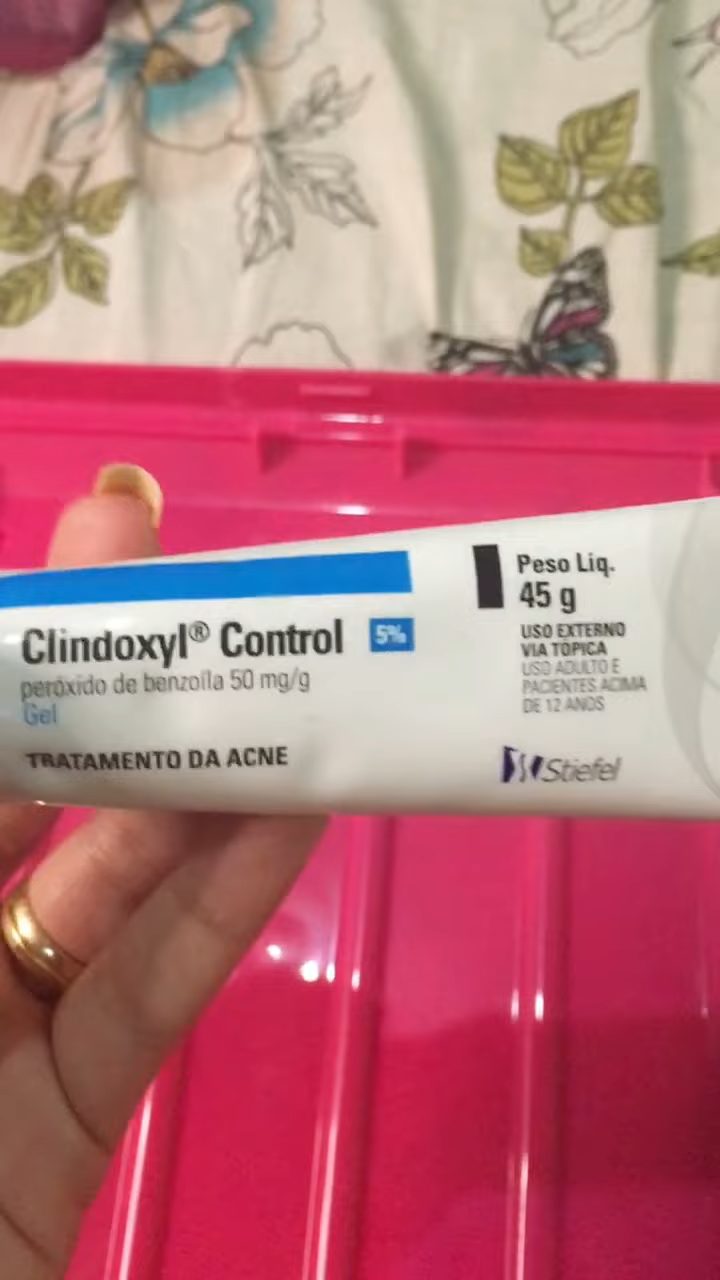 Clindoxyl® Control 5%
peróxido de benzoíla 50 mg/g
Gel
TRATAMENTO DA ACNE
Peso Liq.
45 g
USO EXTERNO
VIA TÓPICA
USO ADULTO E
PACIENTES ACIMA
DE 12 ANOS
Stiefel